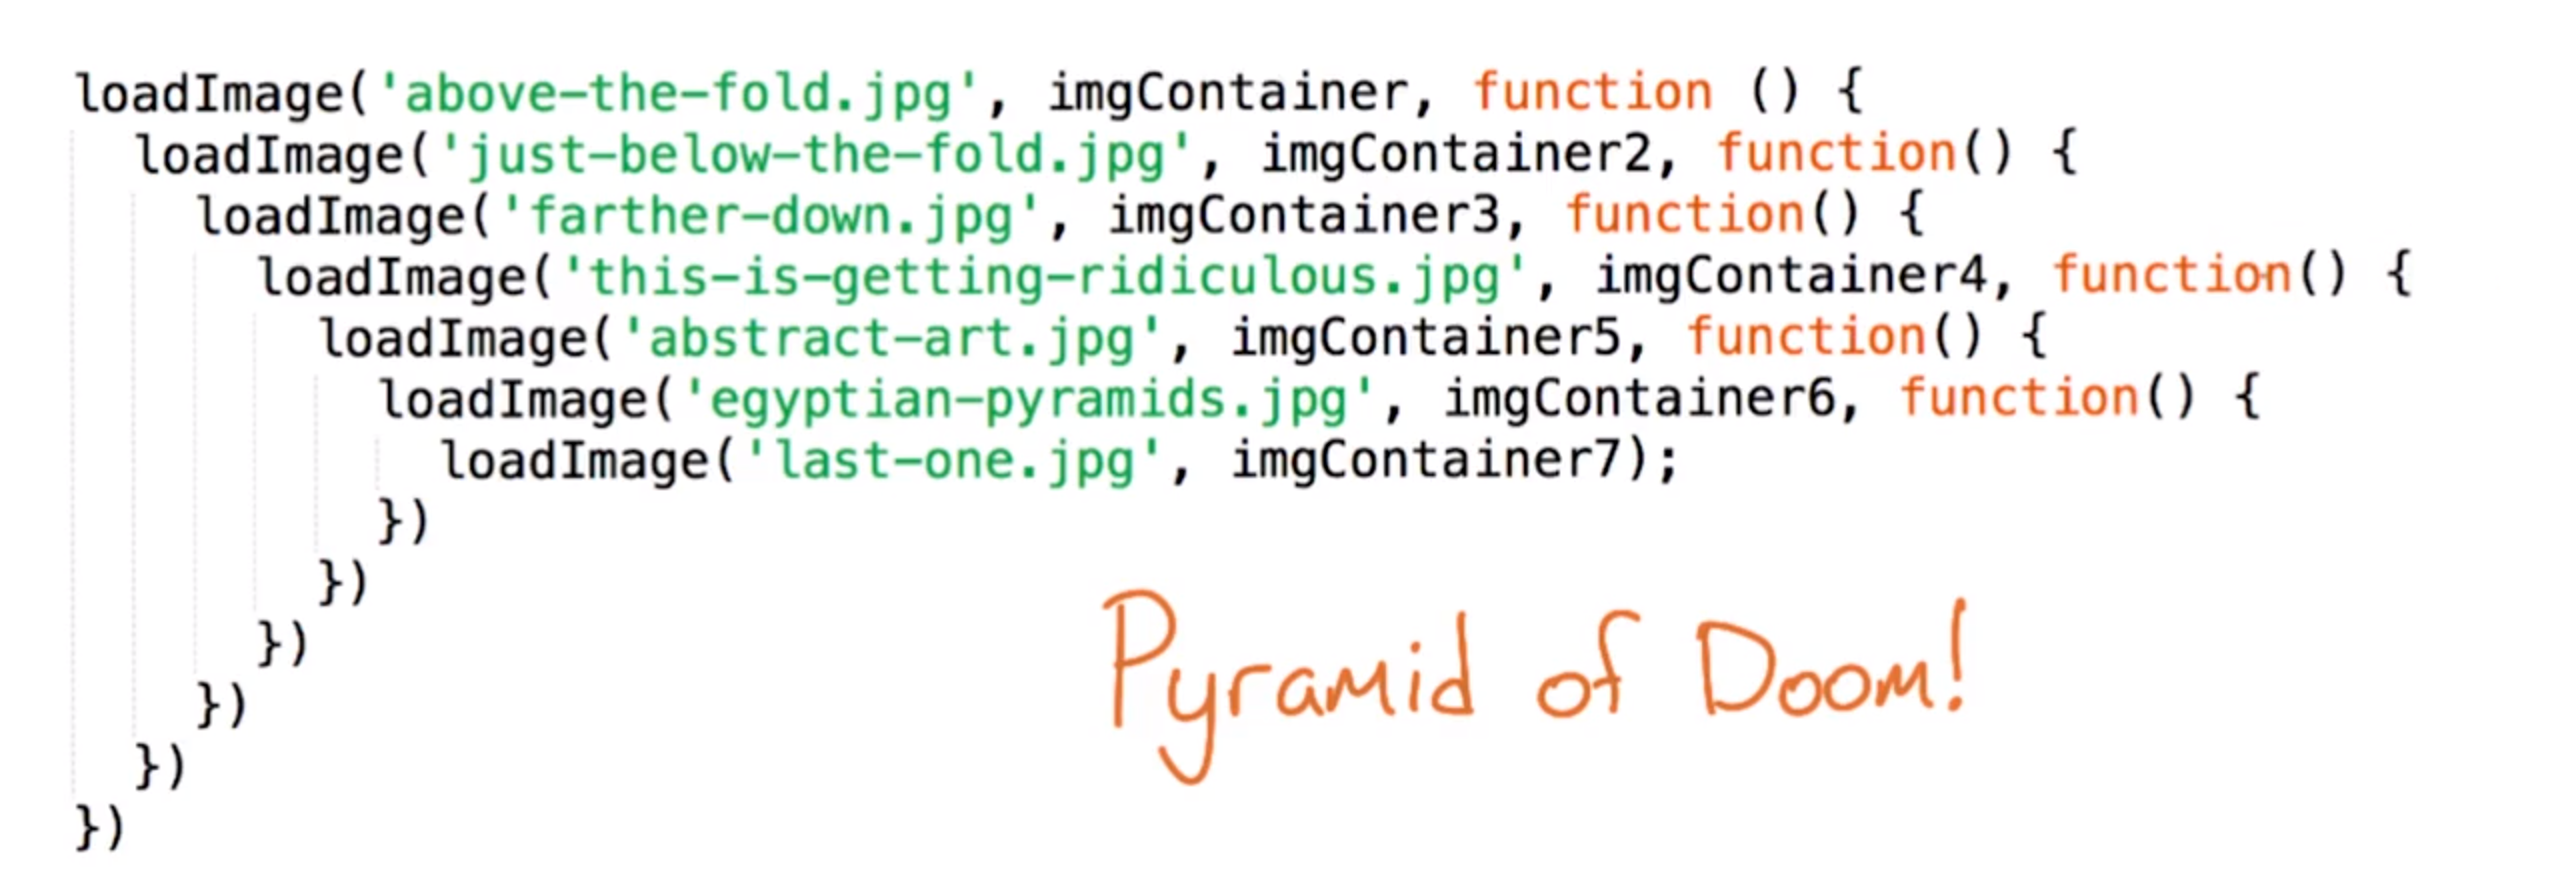 loadImage('above-the-fold.jpg', imgContainer, function () {
loadImage('just-below-the-fold.jpg', imgContainer2, function() {
loadImage('farther-down.jpg', imgContainer3, function() {
loadImage('this-is-getting-ridiculous.jpg', imgContainer4, function() {
loadImage('abstract-art.jpg', imgContainer5, function() {
loadImage('egyptian-pyramids.jpg', imgContainer6, function() {
loadImage('last-one.jpg', imgContainer7);
})
})
})
})
})
})
Pyramid of Doom!